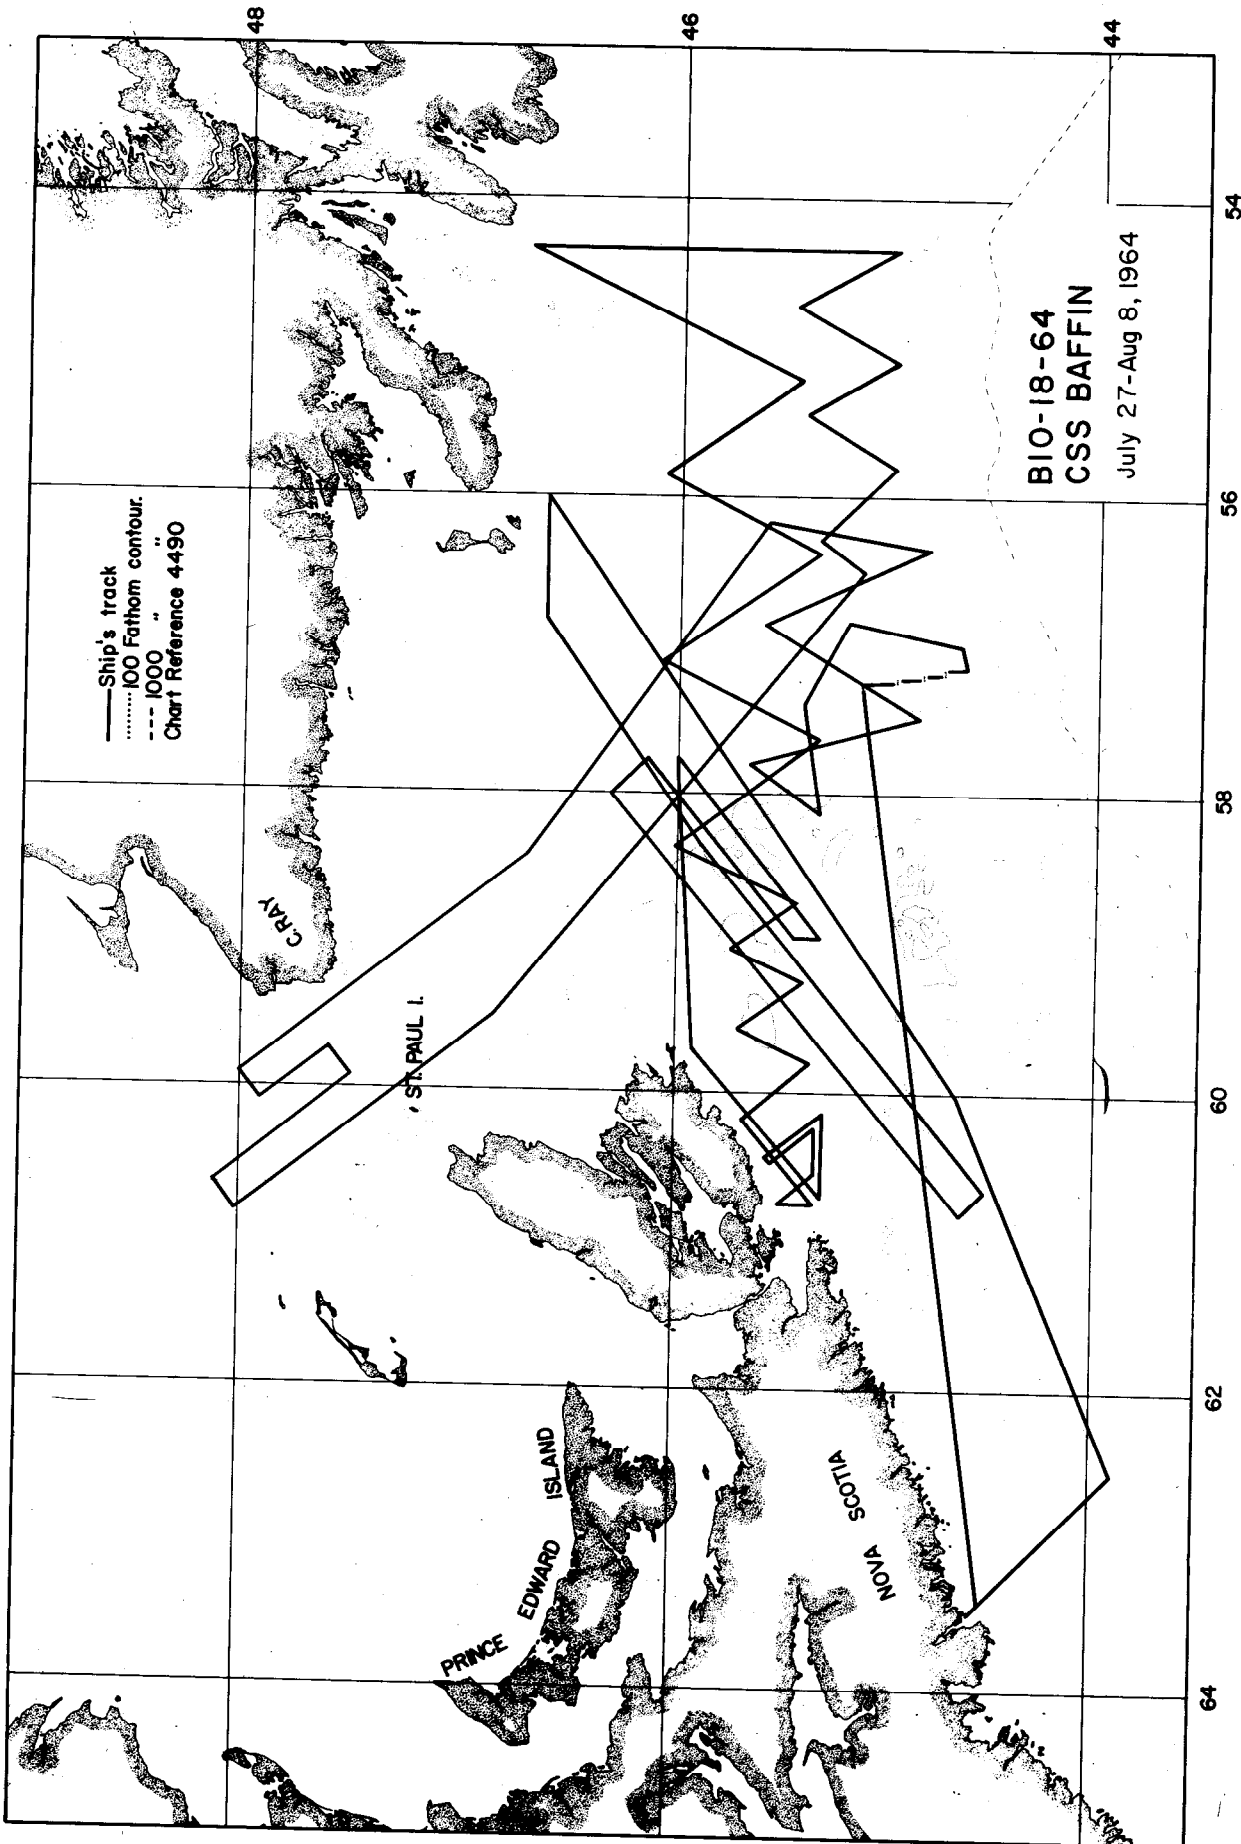 48
46
44
——Ship's track
........100 Fathom contour.
--- 1000 " "
Chart Reference 4490
C.RAY
ST. PAUL I.
PRINCE EDWARD ISLAND
NOVA SCOTIA
BIO-18-64
CSS BAFFIN
July 27-Aug 8, 1964
64
62
60
58
56
54